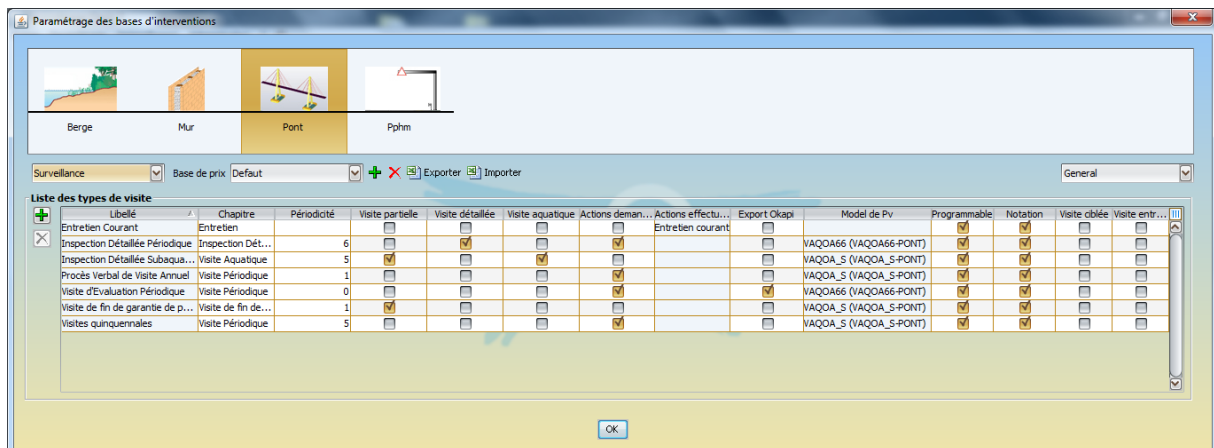 Paramétrage des bases d'interventions
Berge Mur Pont Pphm
Surveillance Base de prix Defaut Exporter Importer General
Liste des types de visite
Libellé Chapitre Périodicité Visite partielle Visite détaillée Visite aquatique Actions deman... Actions effectu... Export Okapi Model de Pv Programmable Notation Visite ciblée Visite entr...
Entretien Courant Entretien Entretien courant
Inspection Détaillée Périodique Inspection Dét... 6 VAQOA66 (VAQOA66-PONT)
Inspection Détaillée Subaqua... Visite Aquatique 5 VAQOA_S (VAQOA_S-PONT)
Procès Verbal de Visite Annuel Visite Périodique 1 VAQOA_S (VAQOA_S-PONT)
Visite d'Evaluation Périodique Visite Périodique 0 VAQOA66 (VAQOA66-PONT)
Visite de fin de garantie de p... Visite de fin de... 1 VAQOA_S (VAQOA_S-PONT)
Visites quinquennales Visite Périodique 5 VAQOA_S (VAQOA_S-PONT)
OK